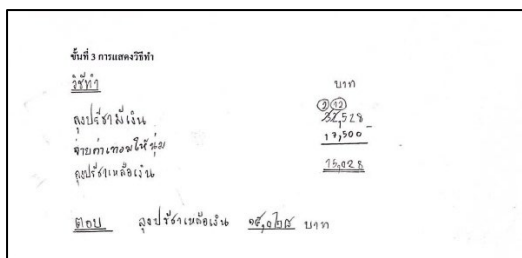 ขั้นที่ 3 การแสดงวิธีทำ
วิธีทำ บาท
2 12
ลุงปรีชามีเงิน 32,528 -
จ่ายค่าเทอมให้นุ่ม 17,500
ลุงปรีชาเหลือเงิน 15,028
ตอบ ลุงปรีชาเหลือเงิน ๑๕,๐๒๘ บาท